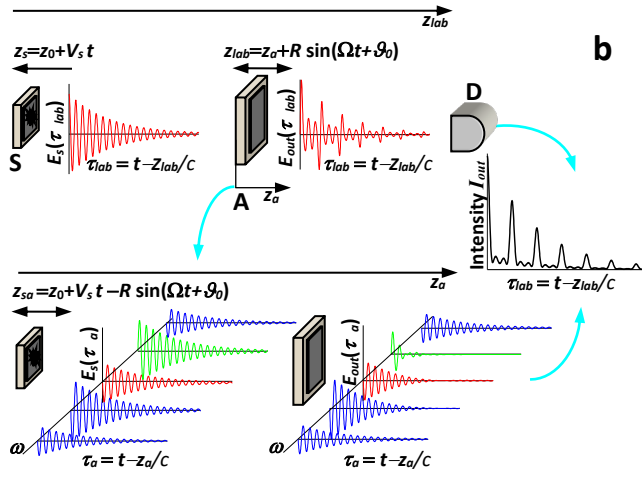 z_lab
b
z_s=z_0+V_s t
z_lab=z_a+R sin(Ωt+ϑ_0)
D
S
E_s(τ_lab)
τ_lab=t−z_lab/c
E_out(τ_lab)
τ_lab=t−z_lab/c
A
z_a
Intensity I_out
τ_lab=t−z_lab/c
z_a
z_sa=z_0+V_s t−R sin(Ωt+ϑ_0)
E_s(τ_a)
E_out(τ_a)
ω
τ_a=t−z_a/c
ω
τ_a=t−z_a/c